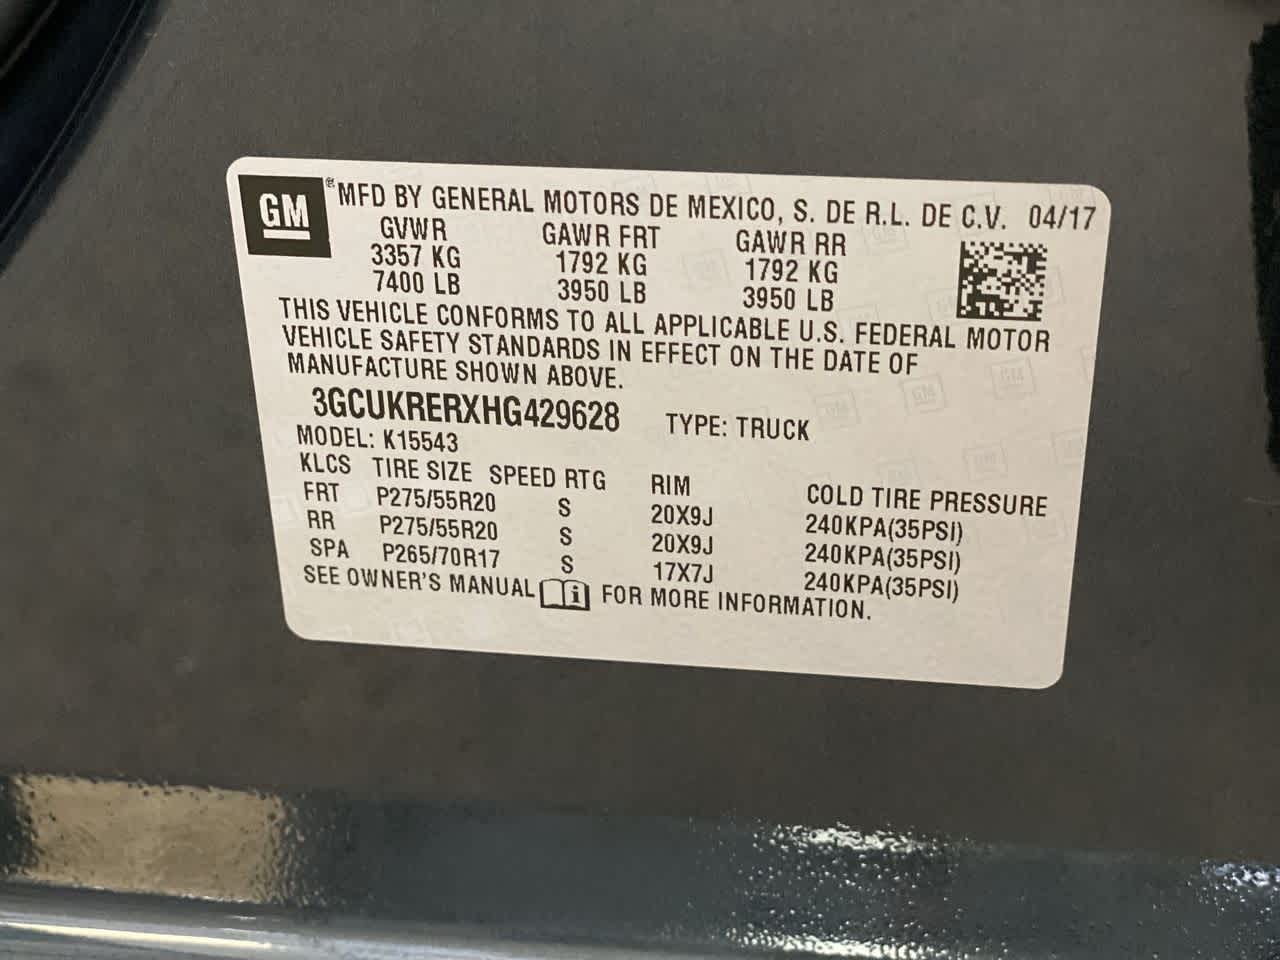 GM ® MFD BY GENERAL MOTORS DE MEXICO, S. DE R.L. DE C.V. 04/17
GVWR GAWR FRT GAWR RR
3357 KG 1792 KG 1792 KG
7400 LB 3950 LB 3950 LB
THIS VEHICLE CONFORMS TO ALL APPLICABLE U.S. FEDERAL MOTOR
VEHICLE SAFETY STANDARDS IN EFFECT ON THE DATE OF
MANUFACTURE SHOWN ABOVE.
3GCUKRERXHG429628 TYPE: TRUCK
MODEL: K15543
KLCS TIRE SIZE SPEED RTG RIM COLD TIRE PRESSURE
FRT P275/55R20 S 20X9J 240KPA(35PSI)
RR P275/55R20 S 20X9J 240KPA(35PSI)
SPA P265/70R17 S 17X7J 240KPA(35PSI)
SEE OWNER'S MANUAL i FOR MORE INFORMATION.